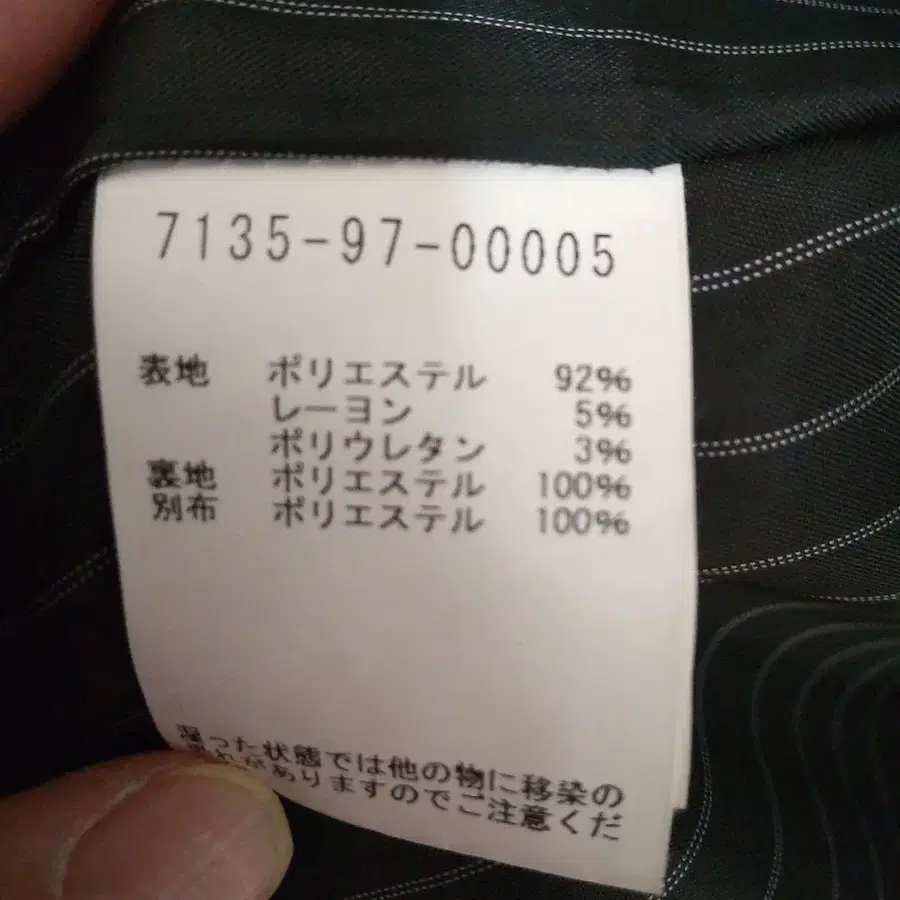 7135-97-00005
表地 ポリエステル 92%
レーヨン 5%
ポリウレタン 3%
裏地 ポリエステル 100%
別布 ポリエステル 100%
湿った状態では他の物に移染の
恐れがありますのでご注意くだ